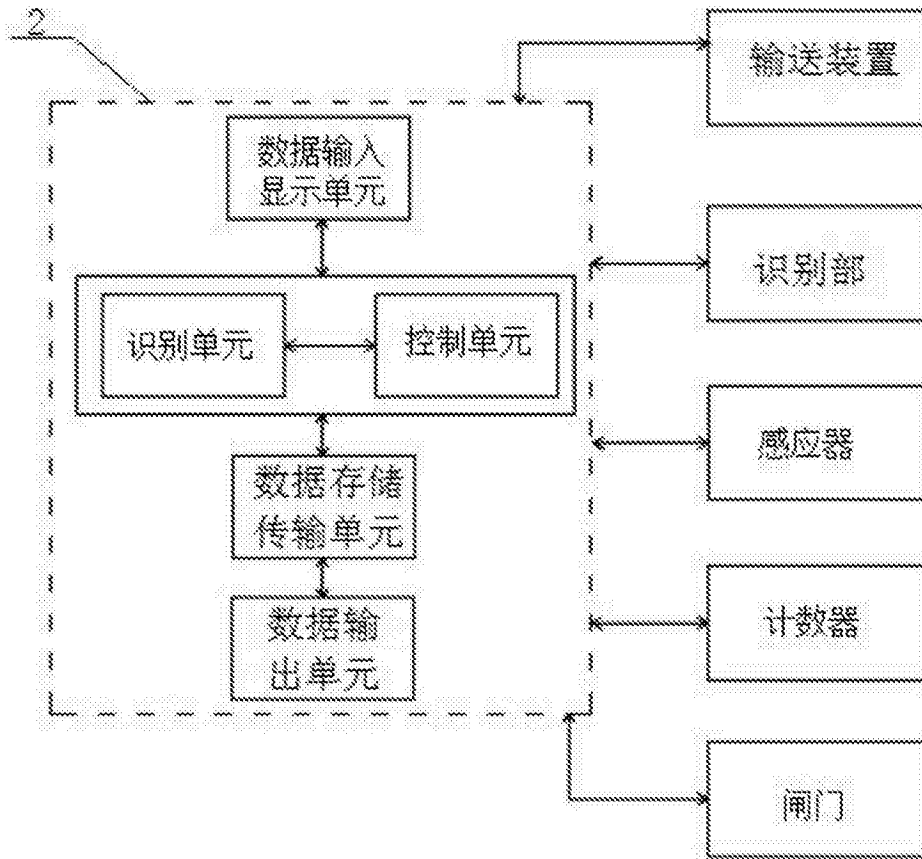 2
输送装置
数据输入
显示单元
识别部
识别单元
控制单元
感应器
数据存储
传输单元
计数器
数据输
出单元
闸门